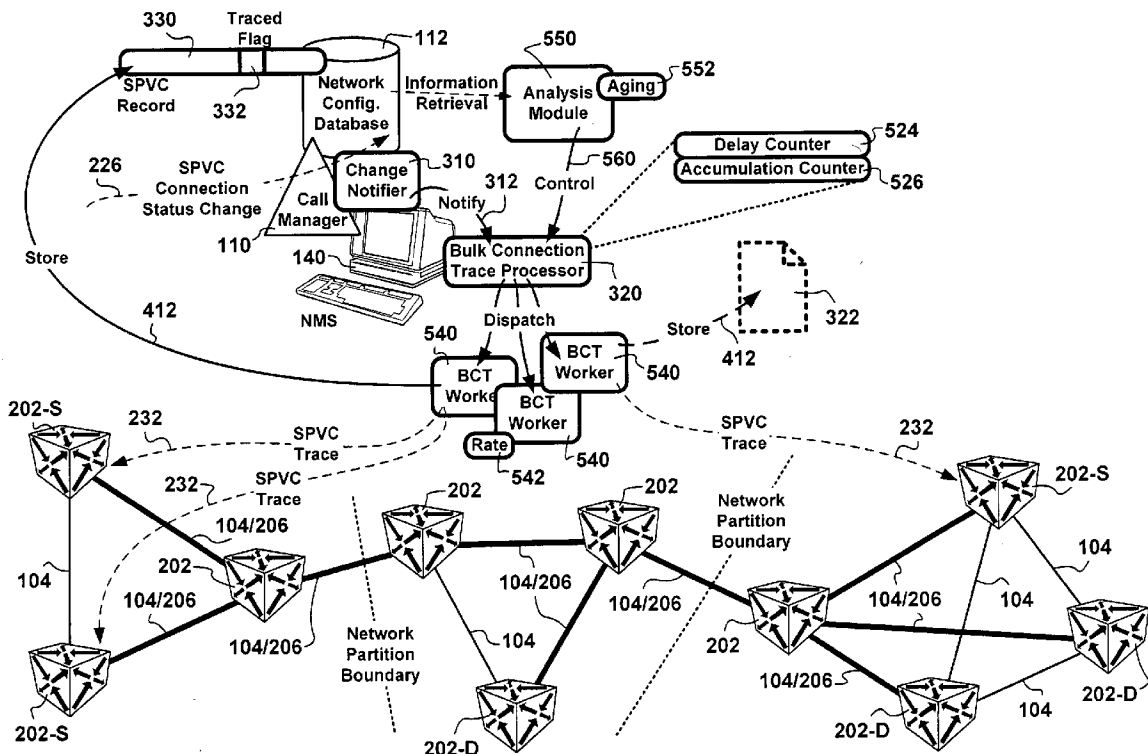 330
Traced
Flag
112
550
552
SPVC
Record
332
Network
Config.
Database
Information
Retrieval
Analysis
Module
Aging
524
Delay Counter
Accumulation Counter
526
226
SPVC
Connection
Status Change
310
Change
Notifier
560
Control
312
Notify
Call
Manager
110
Store
140
Bulk Connection
Trace Processor
320
NMS
Dispatch
Store
412
322
412
540
BCT
Worke
BCT
Worker
540
BCT
Worker
540
Rate
542
202-S
232
SPVC
Trace
232
SPVC
Trace
SPVC
Trace
232
202-S
202
202
Network
Partition
Boundary
104/206
202
104
104/206
104/206
104/206
104/206
104/206
104
104
104
Network
Partition
Boundary
104
202
104/206
104
202-S
202-D
202-D
202-D